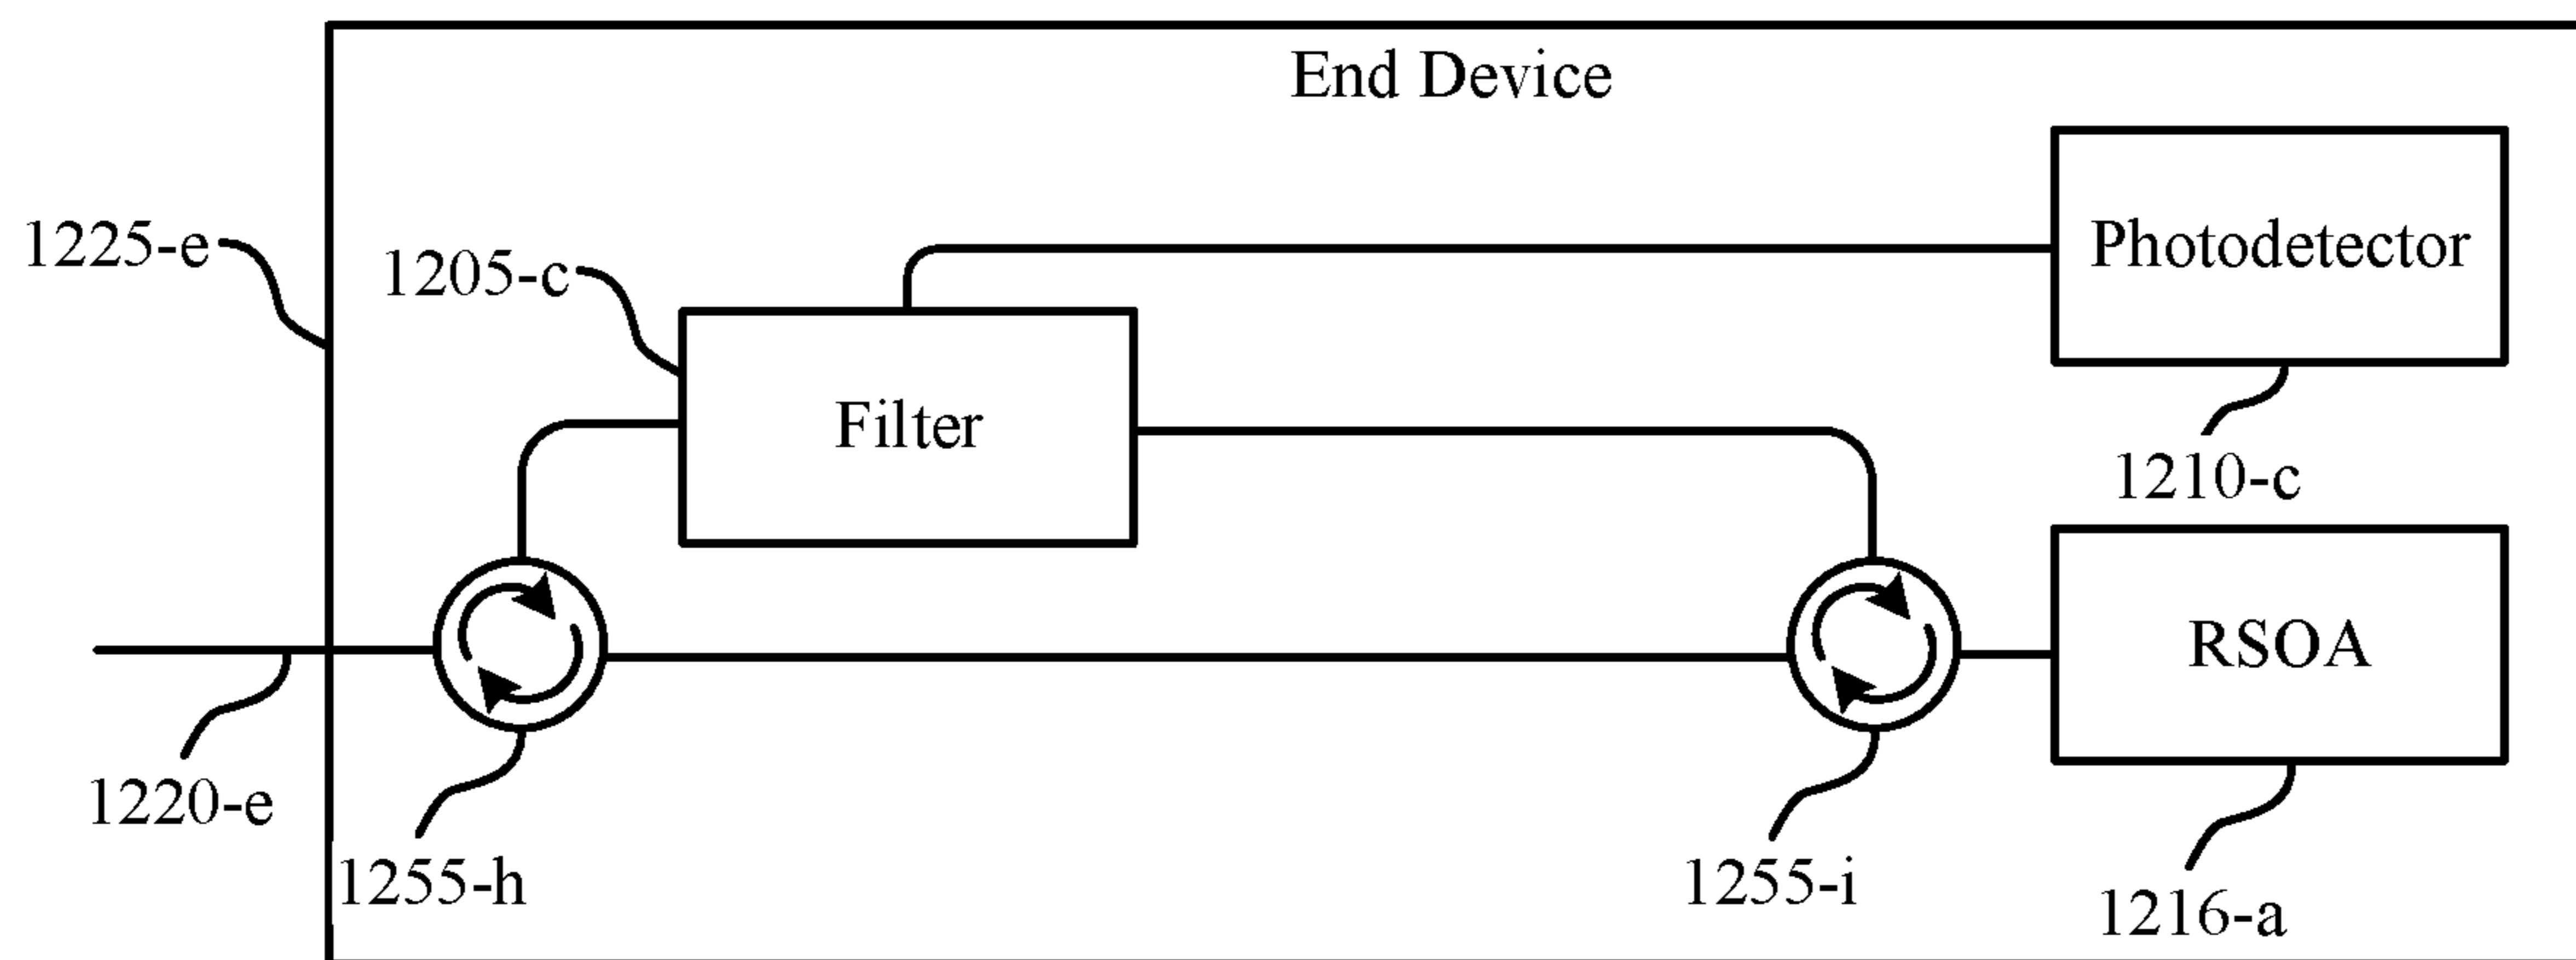 End Device
1225-e
1205-c
Photodetector
Filter
1210-c
RSOA
1220-e
1255-h
1255-i
1216-a